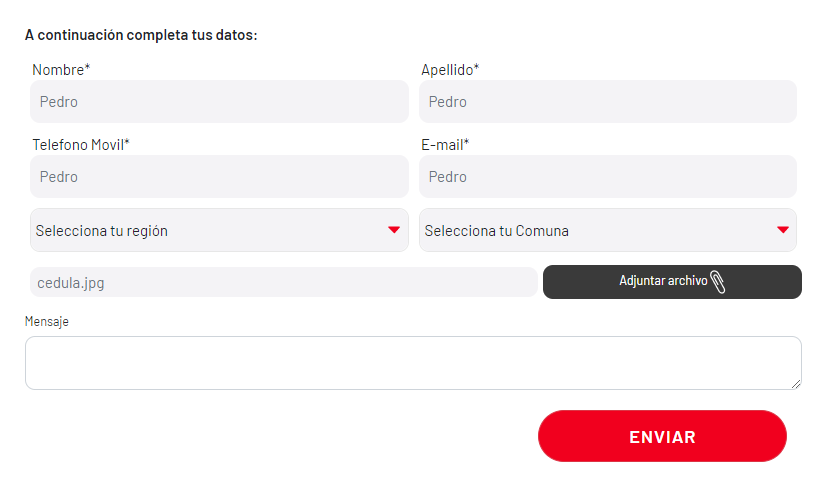 A continuación completa tus datos:
Nombre* Apellido*
Pedro Pedro
Telefono Movil* E-mail*
Pedro Pedro
Selecciona tu región Selecciona tu Comuna
cedula.jpg Adjuntar archivo
Mensaje
ENVIAR